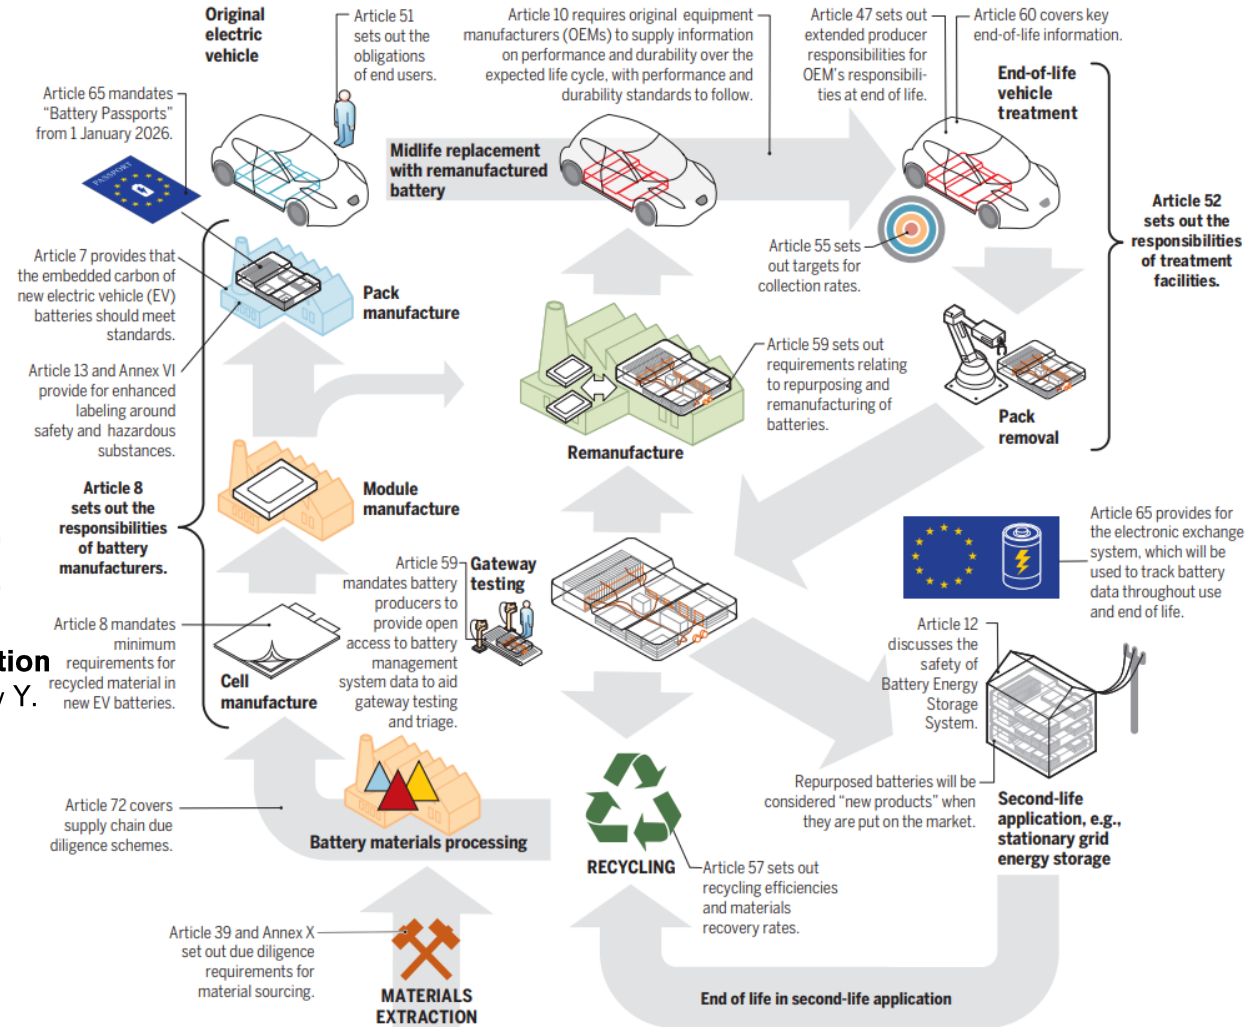 Original
electric
vehicle
Article 51
sets out the
obligations
of end users.
Article 10 requires original equipment
manufacturers (OEMs) to supply information
on performance and durability over the
expected life cycle, with performance and
durability standards to follow.
Article 47 sets out
extended producer
responsibilities for
OEM's responsibili-
ties at end of life.
Article 60 covers key
end-of-life information.
End-of-life
vehicle
treatment
Article 65 mandates
“Battery Passports”
from 1 January 2026.
PASSPORT
Midlife replacement
with remanufactured
battery
Article 52
sets out the
responsibilities
of treatment
facilities.
Article 55 sets
out targets for
collection rates.
Article 7 provides that
the embedded carbon of
new electric vehicle (EV)
batteries should meet
standards.
Pack
manufacture
Article 13 and Annex VI
provide for enhanced
labeling around
safety and hazardous
substances.
Article 59 sets out
requirements relating
to repurposing and
remanufacturing of
batteries.
Pack
removal
Remanufacture
Article 8
sets out the
responsibilities
of battery
manufacturers.
Module
manufacture
Article 65 provides for
the electronic exchange
system, which will be
used to track battery
data throughout use
and end of life.
Article 59
mandates battery
producers to
provide open
access to battery
management
system data to aid
gateway testing
and triage.
Gateway
testing
Article 8 mandates
minimum
requirements for
recycled material in
new EV batteries.
tion
y Y.
Cell
manufacture
Article 12
discusses the
safety of
Battery Energy
Storage
System.
Repurposed batteries will be
considered “new products” when
they are put on the market.
Second-life
application, e.g.,
stationary grid
energy storage
Article 72 covers
supply chain due
diligence schemes.
Battery materials processing
RECYCLING
Article 57 sets out
recycling efficiencies
and materials
recovery rates.
Article 39 and Annex X
set out due diligence
requirements for
material sourcing.
MATERIALS
EXTRACTION
End of life in second-life application